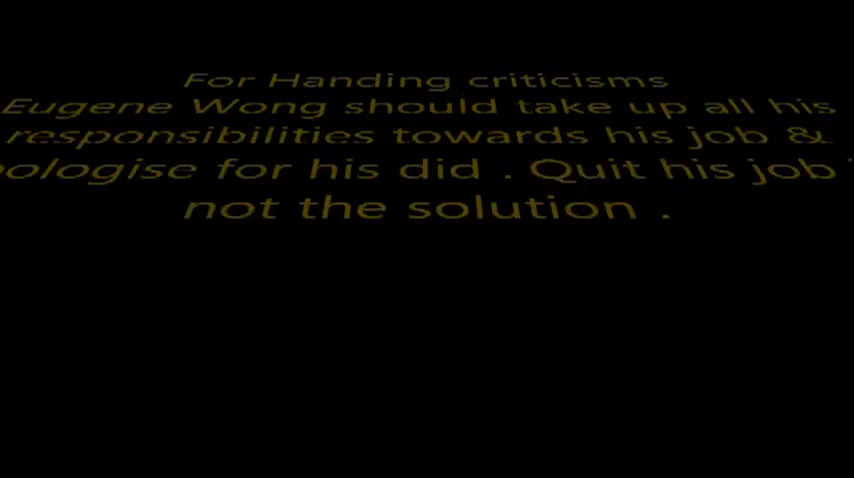 For Handing criticisms
Eugene Wong should take up all his
responsibilities towards his job &
pologise for his did . Quit his job
not the solution .